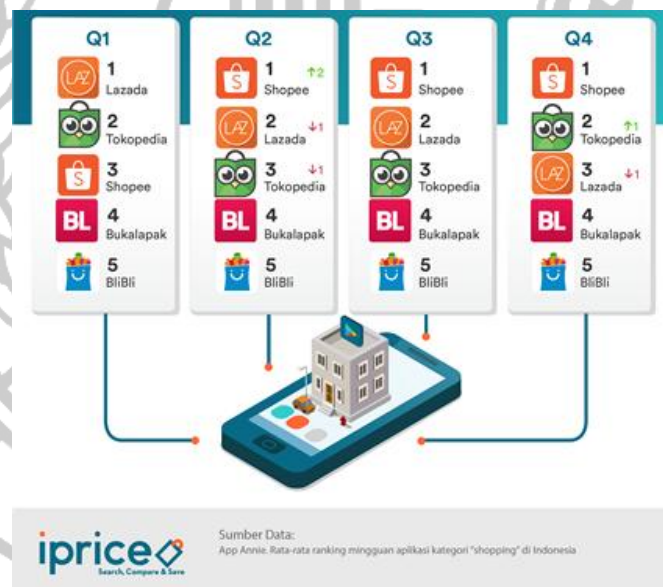 Q1
LAZ 1
Lazada
2
Tokopedia
S 3
Shopee
BL 4
Bukalapak
5
BliBli
Q2
S 1 ↑2
Shopee
LAZ 2 ↓1
Lazada
3 ↓1
Tokopedia
BL 4
Bukalapak
5
BliBli
Q3
S 1
Shopee
LAZ 2
Lazada
3
Tokopedia
BL 4
Bukalapak
5
BliBli
Q4
S 1
Shopee
2 ↑1
Tokopedia
LAZ 3 ↓1
Lazada
BL 4
Bukalapak
5
BliBli
iprice
Search, Compare & Save
Sumber Data:
App Annie. Rata-rata ranking mingguan aplikasi kategori "shopping" di Indonesia